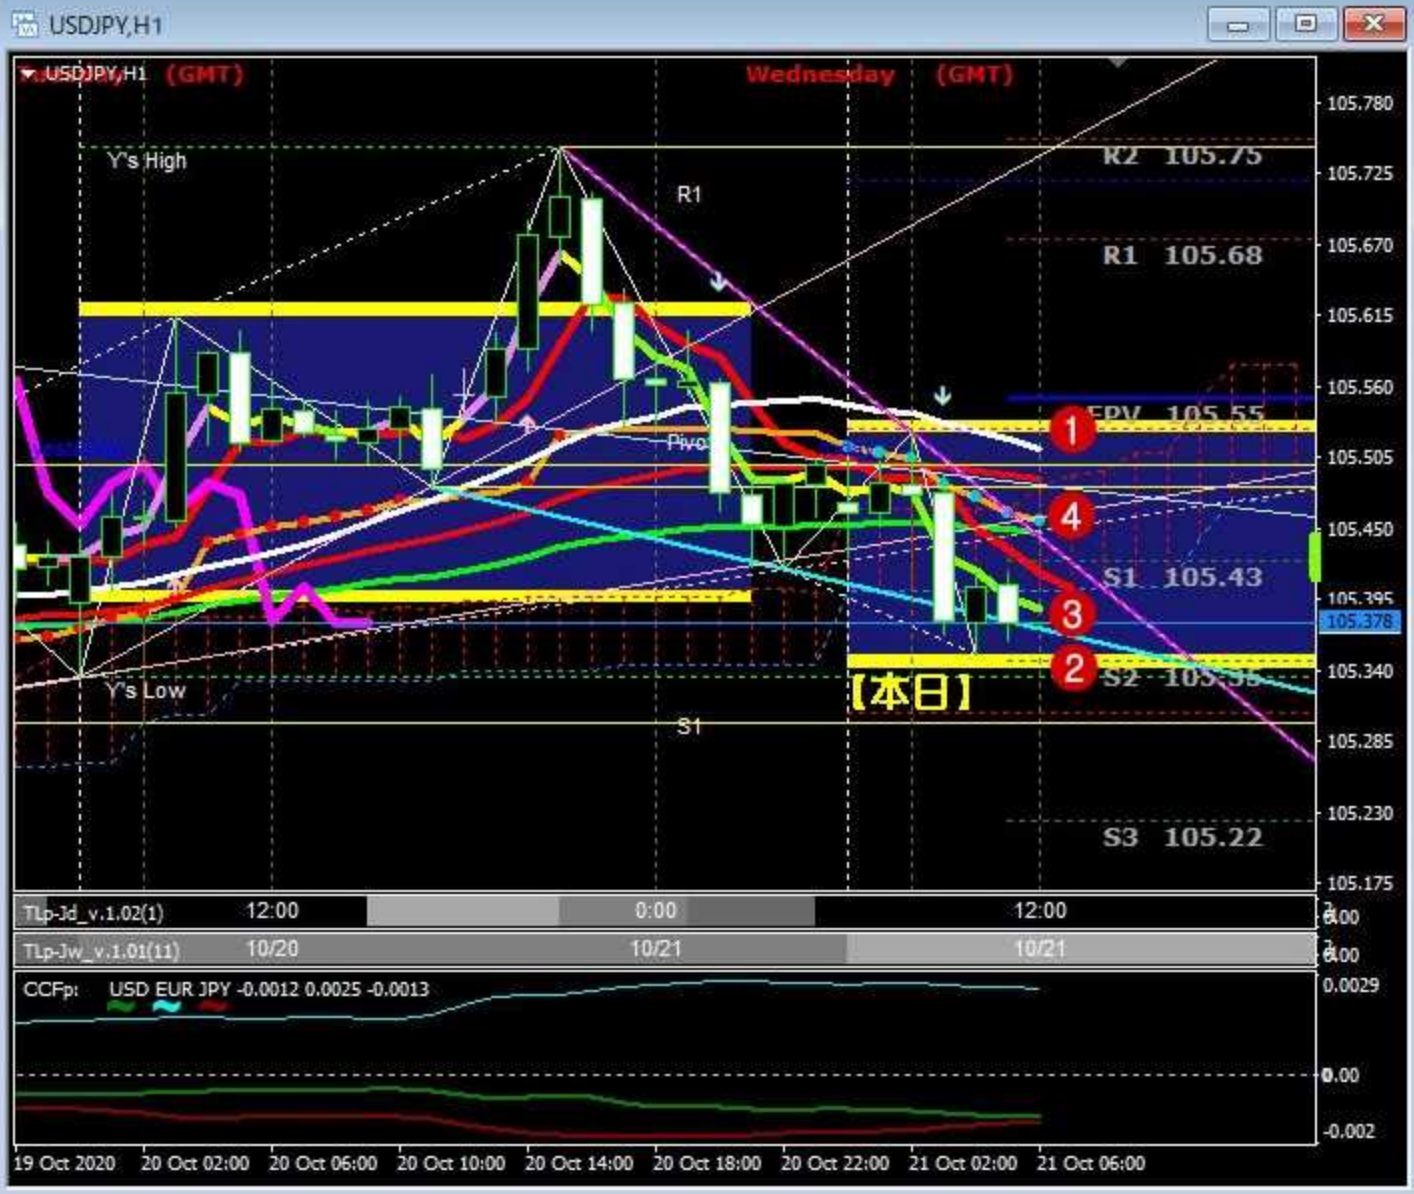 USDJPY,H1
USDJPY,H1
(GMT)
Wednesday (GMT)
Y's High
R1
R2 105.75
R1 105.68
FPV 105.55
1
Pivo
4
S1 105.43
3
2
S2
Y's Low
【本日】
S1
S3 105.22
105.780
105.725
105.670
105.615
105.560
105.505
105.450
105.395
105.378
105.340
105.285
105.230
105.175
TLp-Jd_v.1.02(1) 12:00 0:00 12:00
TLp-Jw_v.1.01(11) 10/20 10/21 10/21
CCFp: USD EUR JPY -0.0012 0.0025 -0.0013
0.0029
0.00
-0.002
19 Oct 2020 20 Oct 02:00 20 Oct 06:00 20 Oct 10:00 20 Oct 14:00 20 Oct 18:00 20 Oct 22:00 21 Oct 02:00 21 Oct 06:00